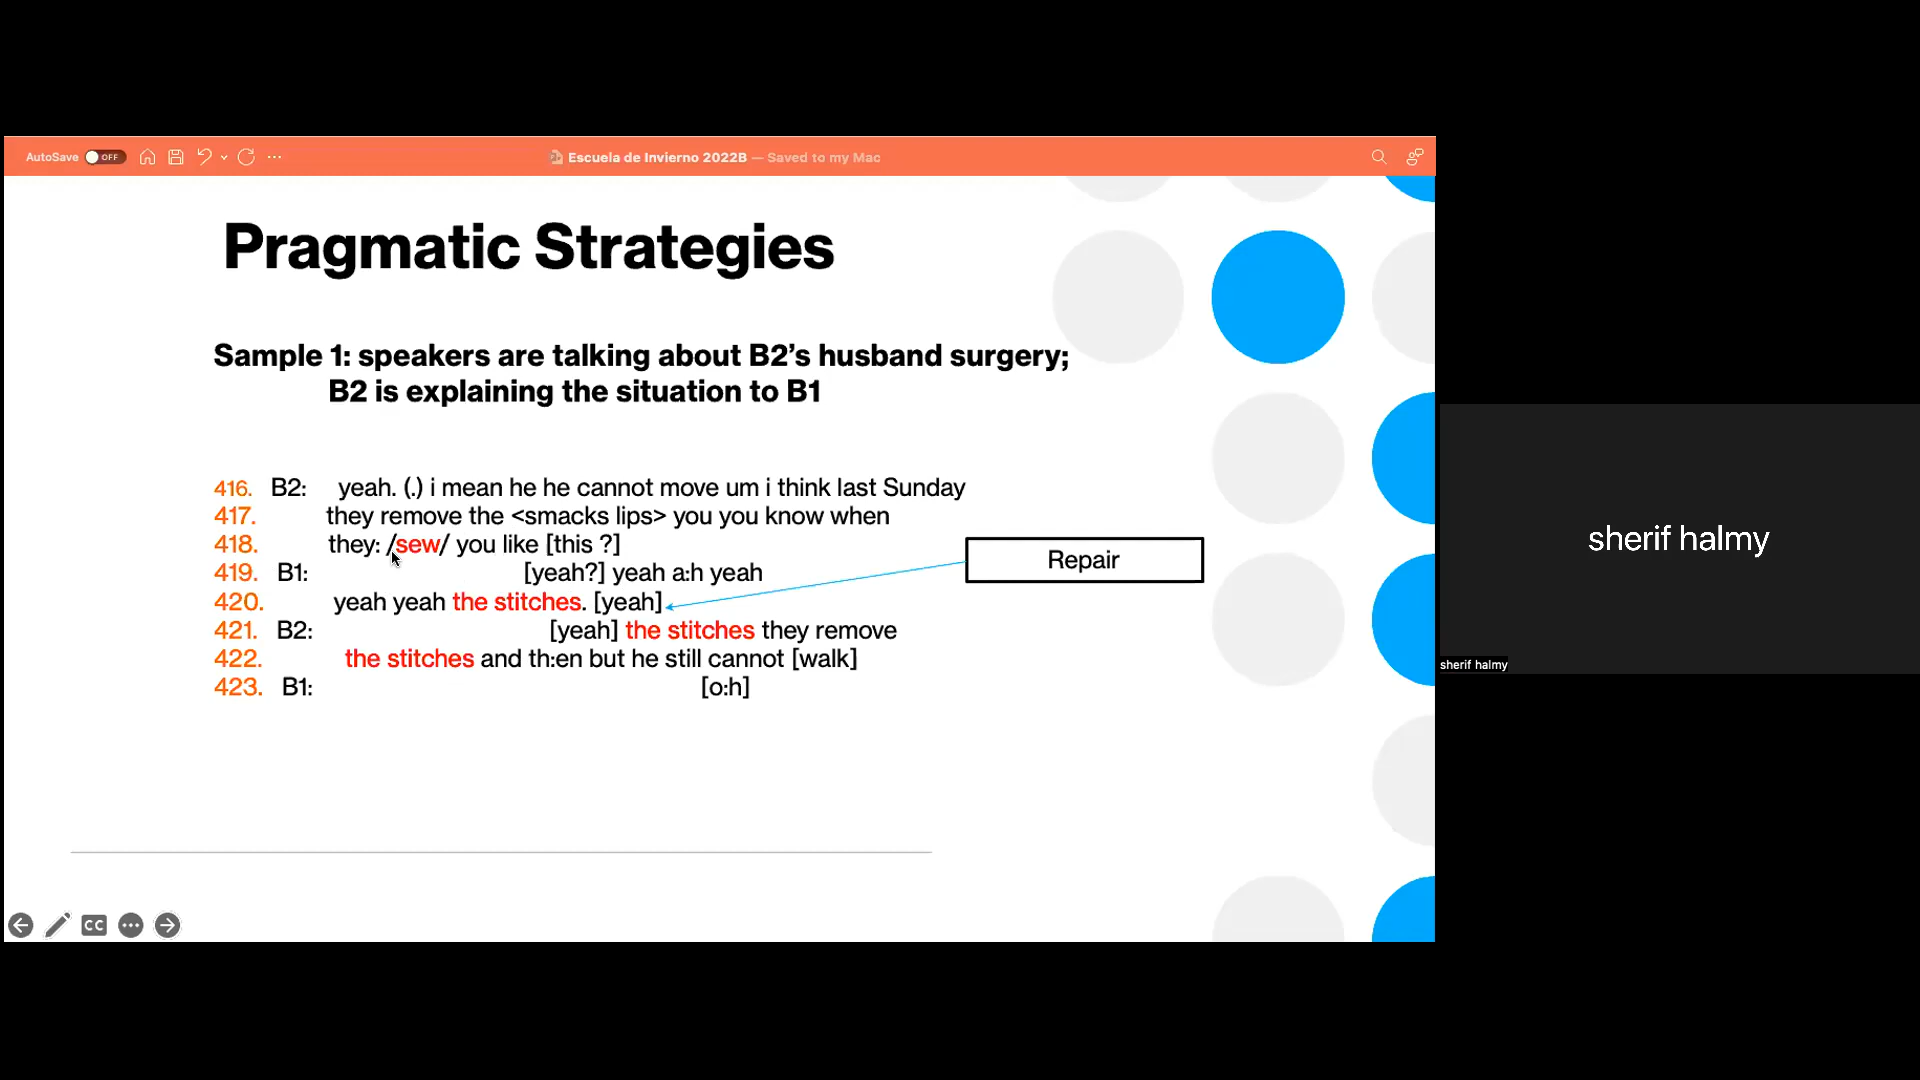 AutoSave OFF Escuela de Invierno 2022B — Saved to my Mac
Pragmatic Strategies
Sample 1: speakers are talking about B2’s husband surgery;
B2 is explaining the situation to B1
416. B2: yeah. (.) i mean he he cannot move um i think last Sunday
417. they remove the <smacks lips> you you know when
418. they: /sew/ you like [this ?]
Repair
419. B1: [yeah?] yeah a:h yeah
420. yeah yeah the stitches. [yeah]
421. B2: [yeah] the stitches they remove
422. the stitches and th:en but he still cannot [walk]
423. B1: [o:h]
CC
sherif halmy
sherif halmy